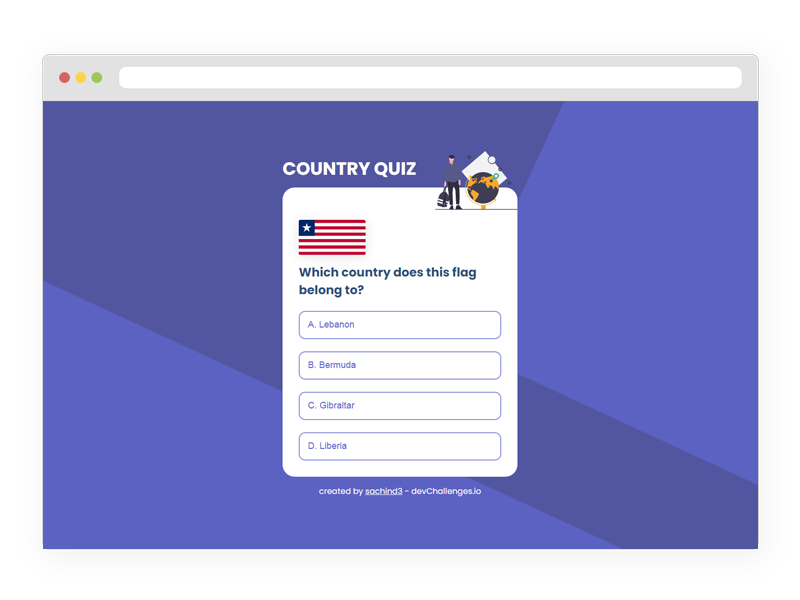 COUNTRY QUIZ
Which country does this flag
belong to?
A. Lebanon
B. Bermuda
C. Gibraltar
D. Liberia
created by sachind3 - devChallenges.io